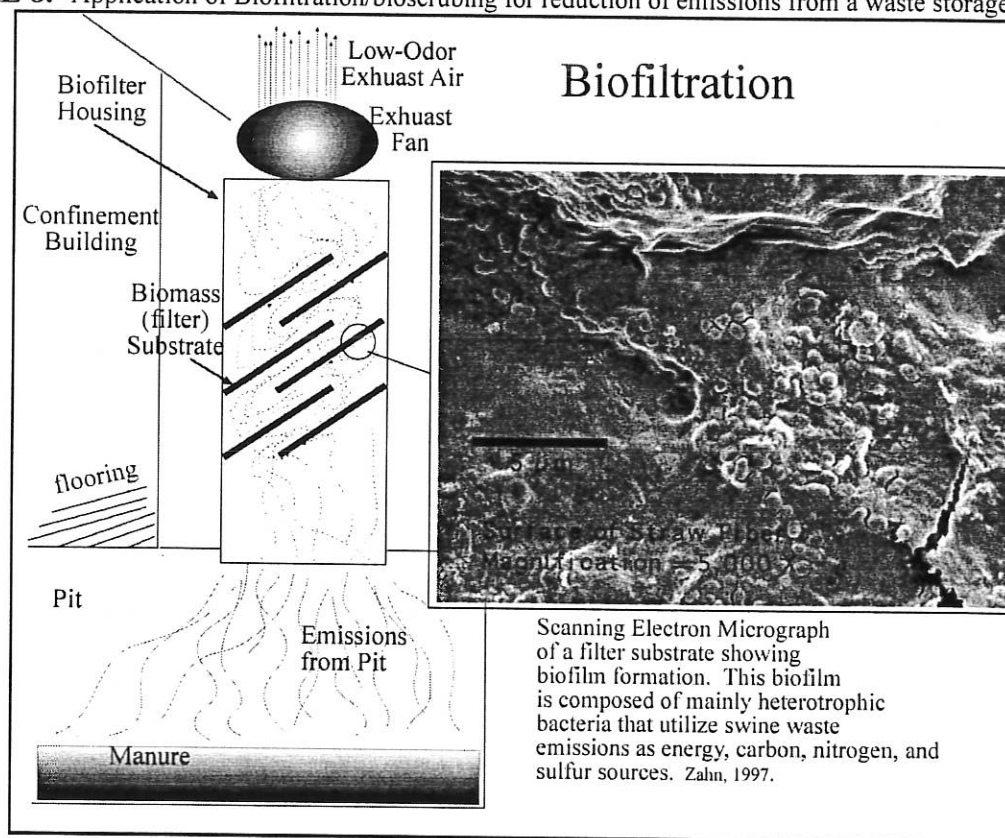 Application of Biofiltration/bioscrubing for reduction of emissions from a waste storage
Biofiltration
Low-Odor
Exhuast Air
Exhuast
Fan
Biofilter
Housing
Confinement
Building
Biomass
(filter)
Substrate
flooring
Pit
Emissions
from Pit
Manure
5 µm
Surface of Straw Fiber
Magnification = 5,000 X
Scanning Electron Micrograph
of a filter substrate showing
biofilm formation. This biofilm
is composed of mainly heterotrophic
bacteria that utilize swine waste
emissions as energy, carbon, nitrogen, and
sulfur sources. Zahn, 1997.